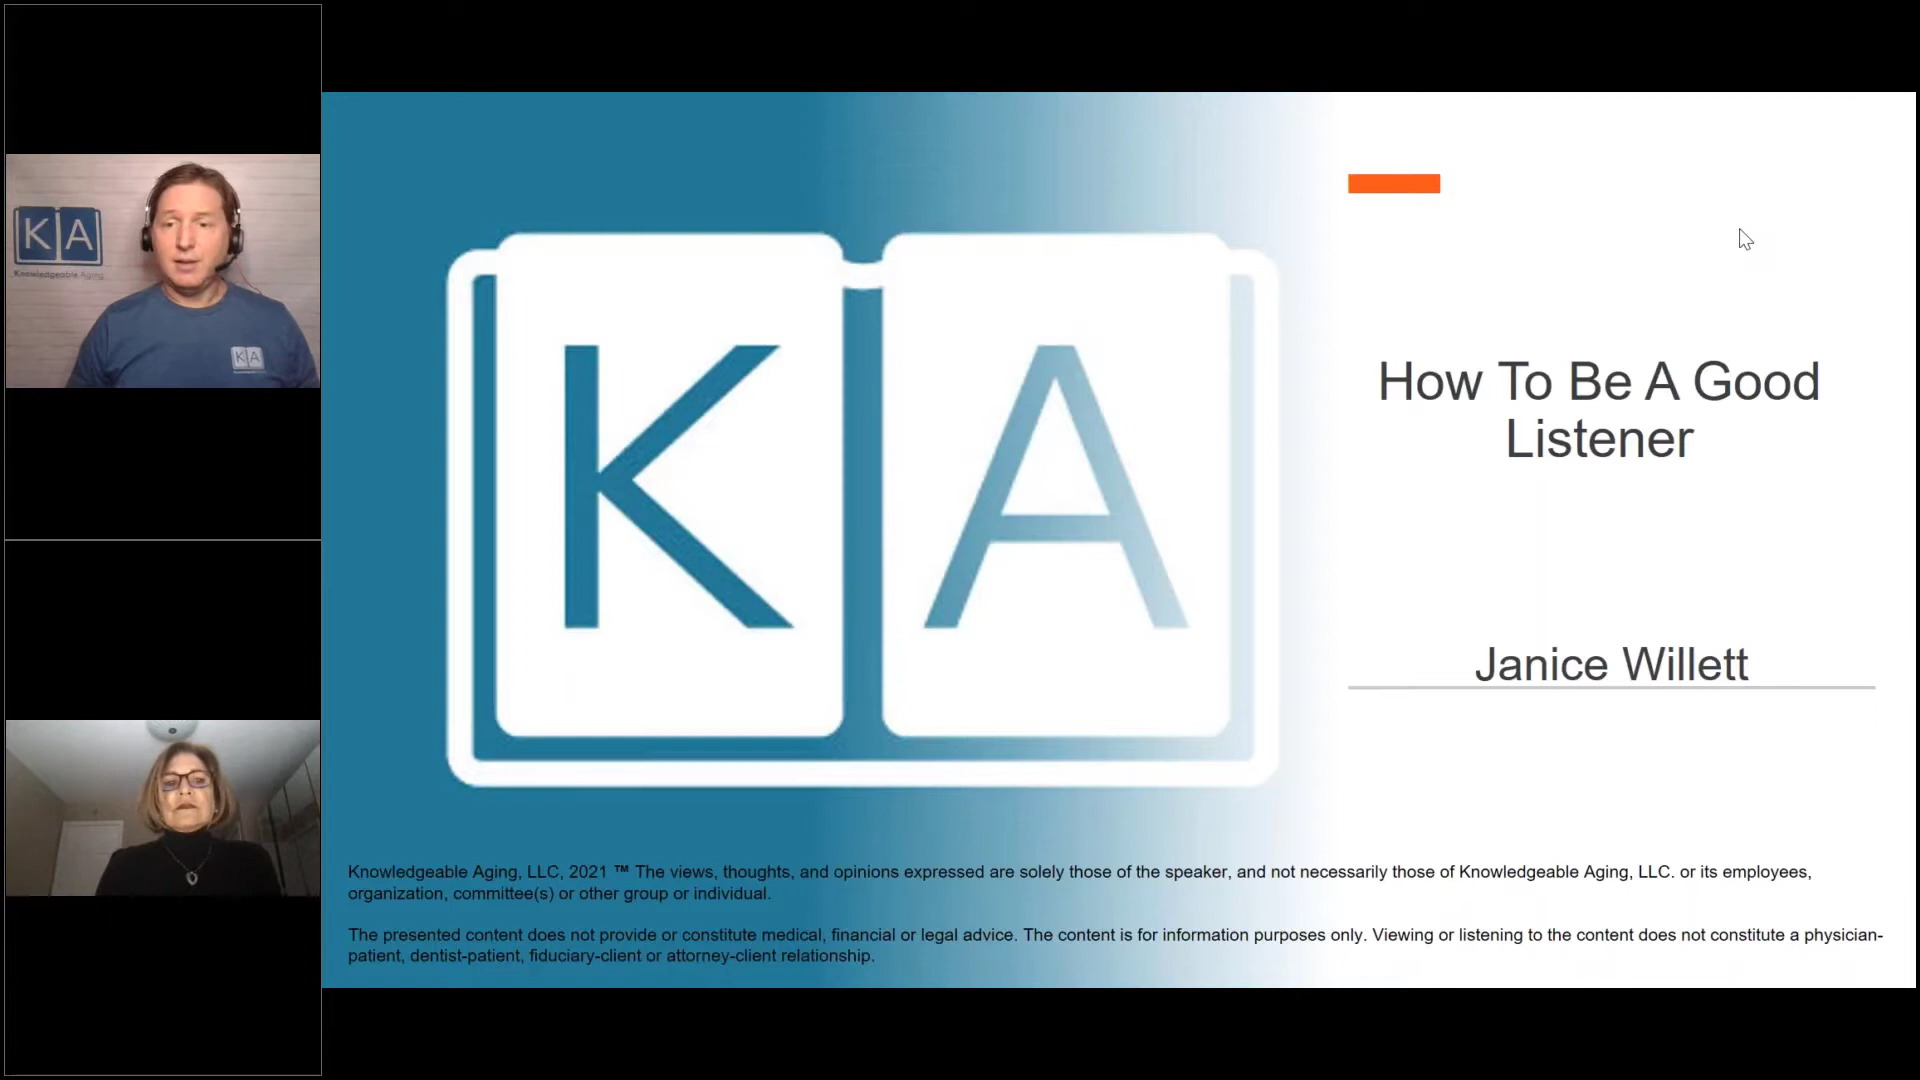 K A
Knowledgeable Aging
K A
K A
How To Be A Good
Listener
Janice Willett
Knowledgeable Aging, LLC, 2021 ™ The views, thoughts, and opinions expressed are solely those of the speaker, and not necessarily those of Knowledgeable Aging, LLC. or its employees,
organization, committee(s) or other group or individual.
The presented content does not provide or constitute medical, financial or legal advice. The content is for information purposes only. Viewing or listening to the content does not constitute a physician-
patient, dentist-patient, fiduciary-client or attorney-client relationship.